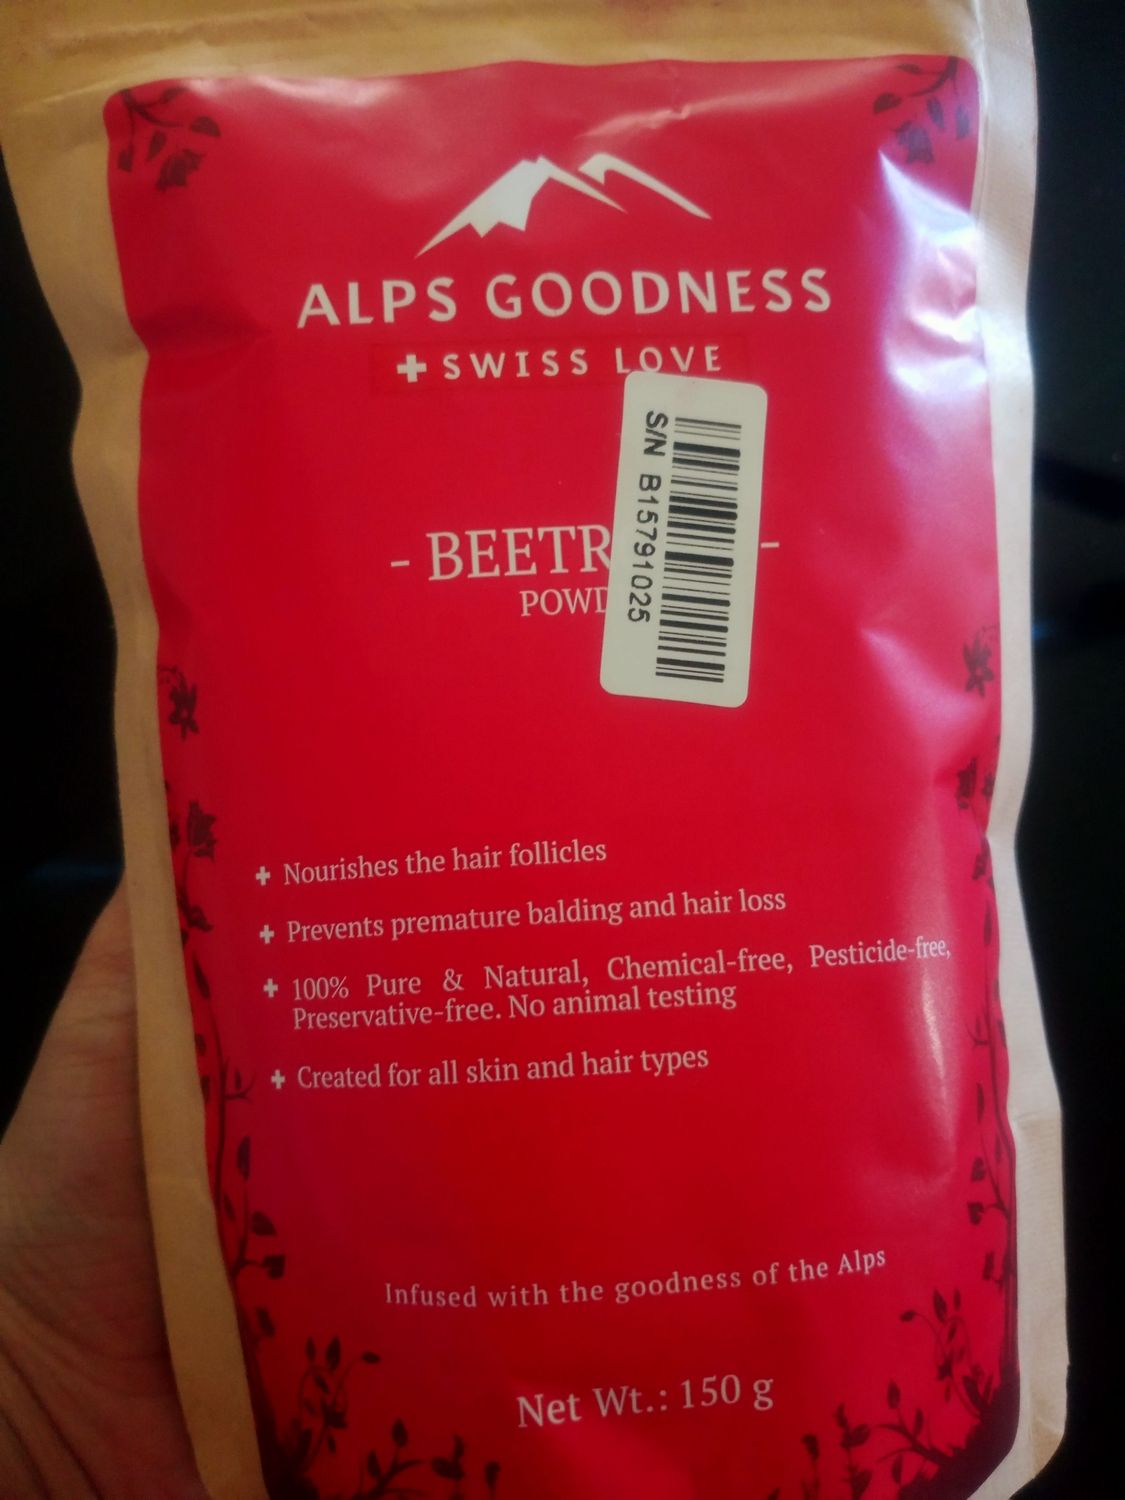 ALPS GOODNESS
+ SWISS LOVE
S/N B15791025
- BEETR -
POWD
+ Nourishes the hair follicles
+ Prevents premature balding and hair loss
+ 100% Pure & Natural, Chemical-free, Pesticide-free,
Preservative-free. No animal testing
+ Created for all skin and hair types
Infused with the goodness of the Alps
Net Wt.: 150 g